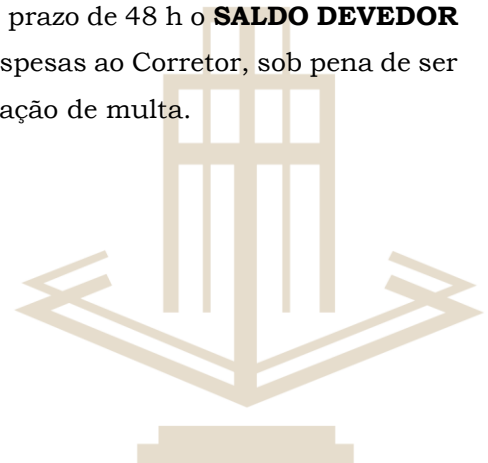 prazo de 48 h o SALDO DEVEDOR
spesas ao Corretor, sob pena de ser
ação de multa.